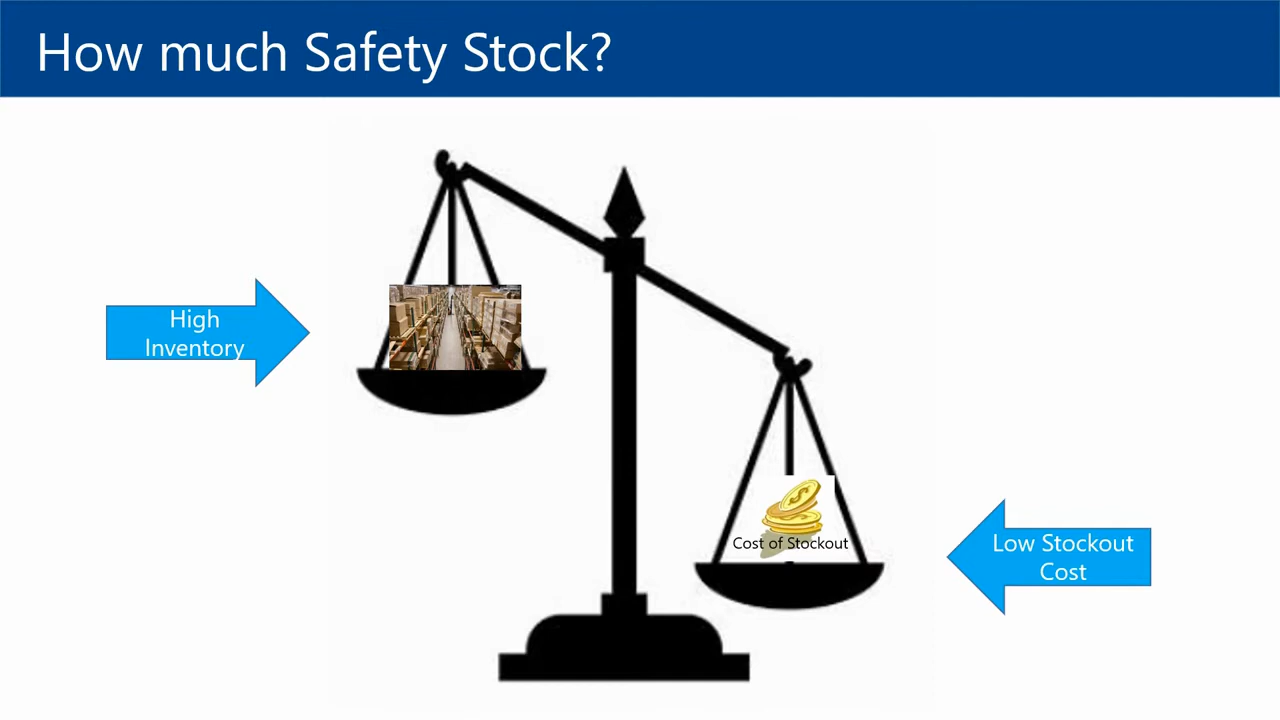 How much Safety Stock?
High
Inventory
Cost of Stockout
Low Stockout
Cost